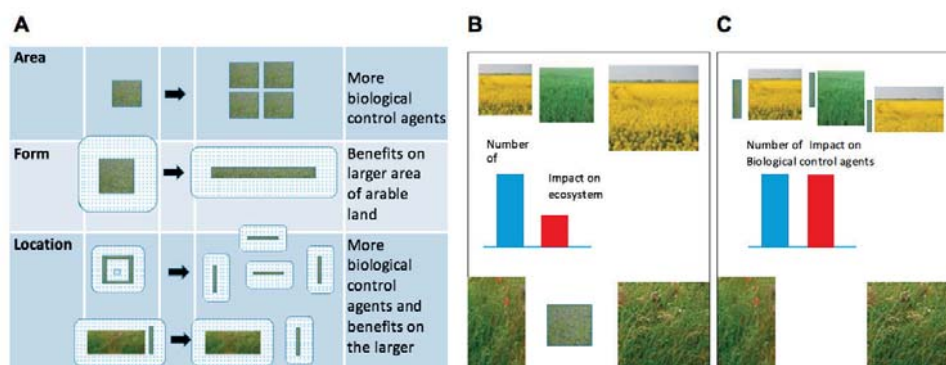 A
B
C
Area
More
biological
control agents
Form
Benefits on
larger area
of arable
land
Location
More
biological
control
agents and
benefits on
the larger
Number
of
Impact on
ecosystem
Number of Impact on
Biological control agents